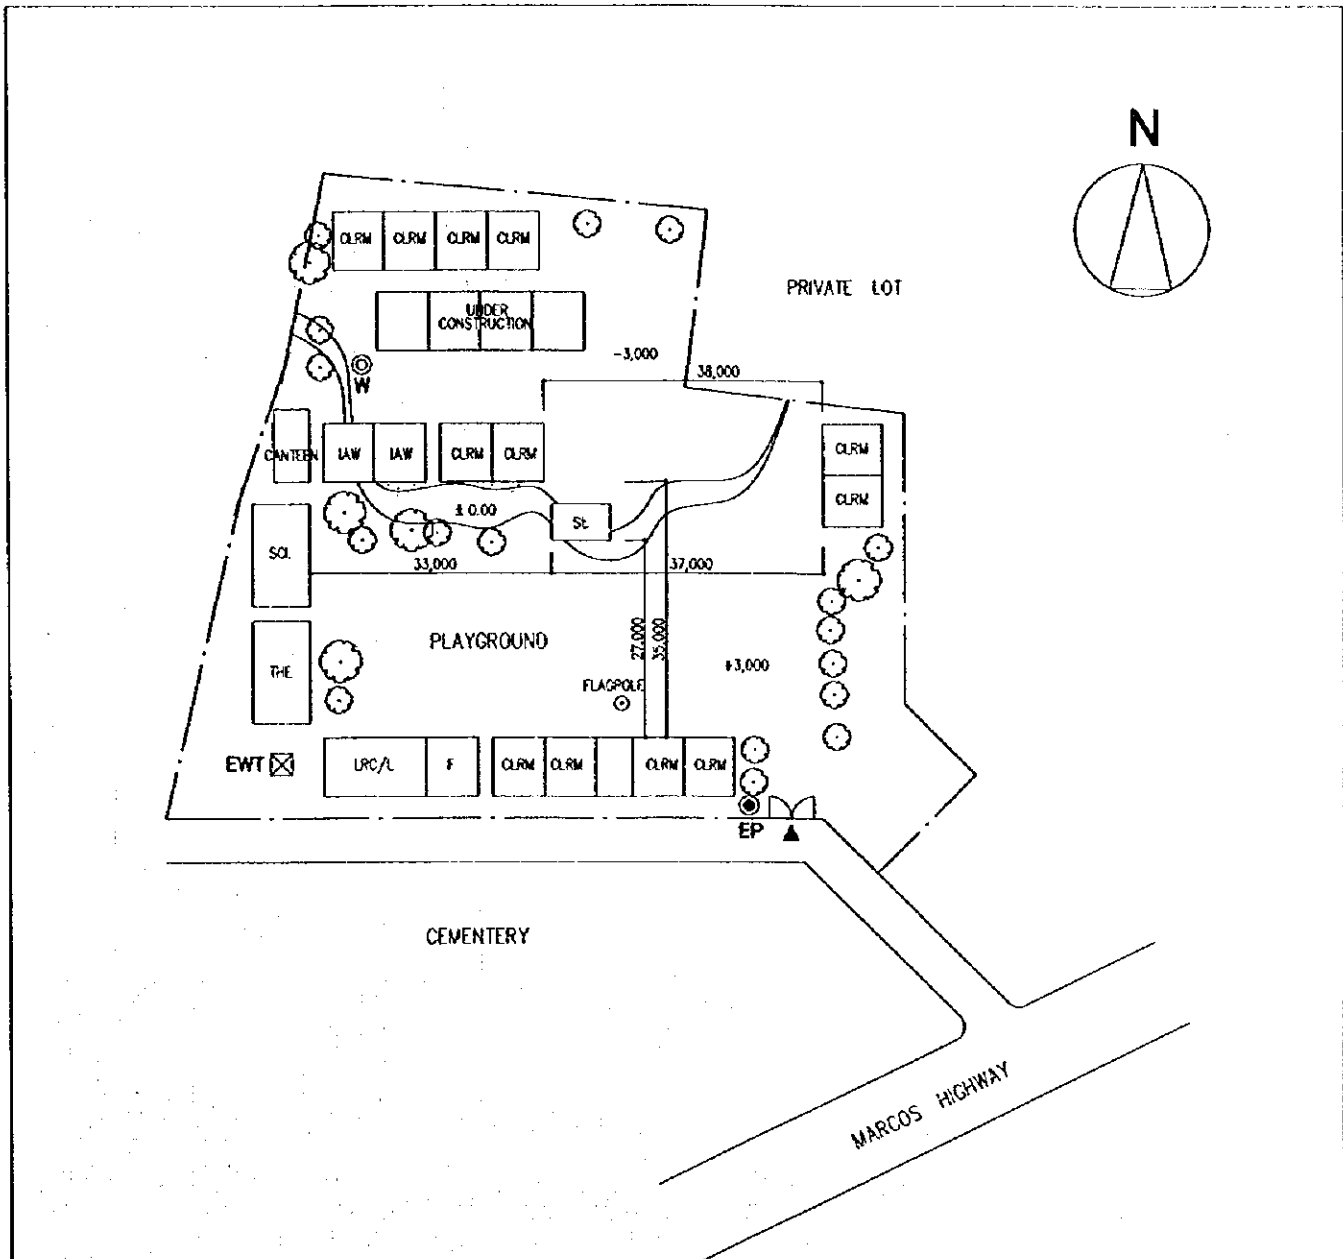 N
CLRM CLRM CLRM CLRM
PRIVATE LOT
UNDER
CONSTRUCTION
-3,000
38,000
W
CANTEEN IAW IAW CLRM CLRM
CLRM
CLRM
± 0.00
St.
SCI.
33,000
37,000
PLAYGROUND
27,000
35,000
THE
+3,000
FLAGPOLE
EWT
LRC/L
F
CLRM CLRM CLRM CLRM
EP
CEMENTERY
MARCOS HIGHWAY